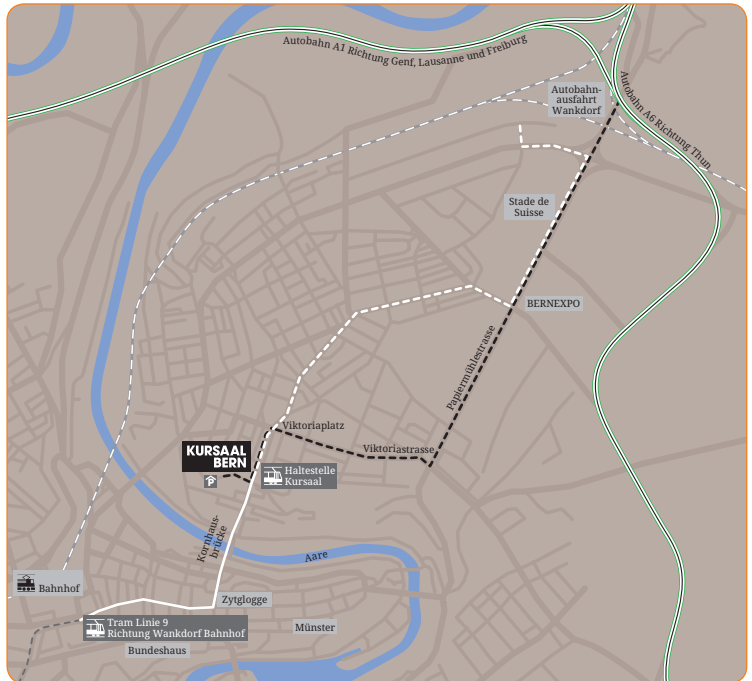 Autobahn A1 Richtung Genf, Lausanne und Freiburg
Autobahn-
ausfahrt
Wankdorf
Autobahn A6 Richtung Thun
Stade de
Suisse
BERNEXPO
Papiermühlestrasse
Viktoriaplatz
Viktoriastrasse
KURSAAL
BERN
P
Haltestelle
Kursaal
Kornhaus-
brücke
Aare
Bahnhof
Zytglogge
Tram Linie 9
Richtung Wankdorf Bahnhof
Münster
Bundeshaus